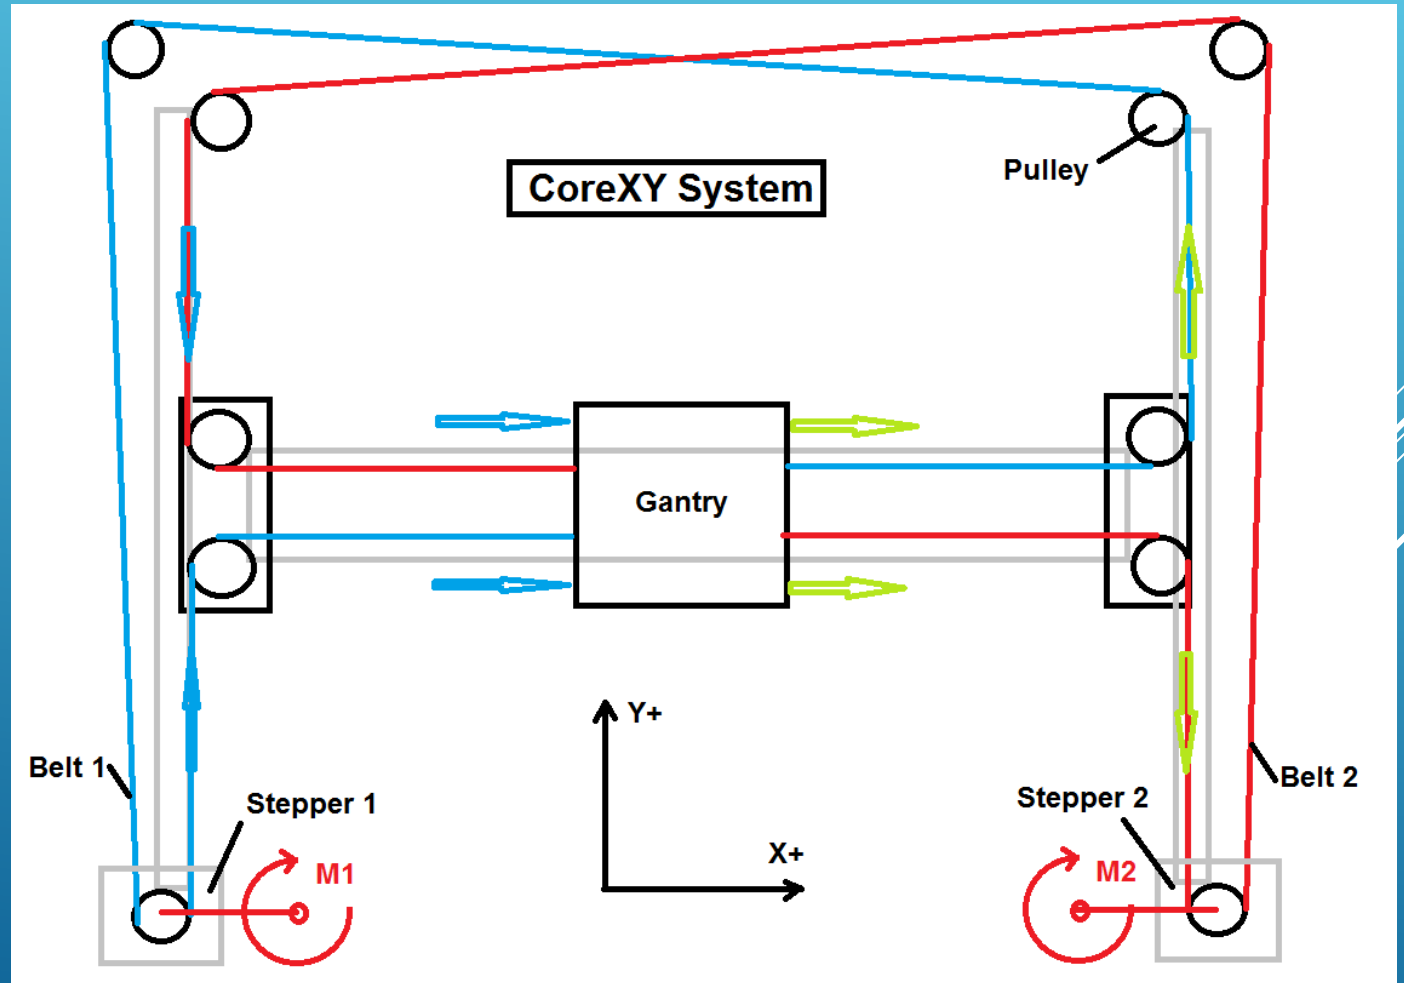 CoreXY System
Pulley
Gantry
Y+
X+
Belt 1
Stepper 1
M1
Stepper 2
M2
Belt 2